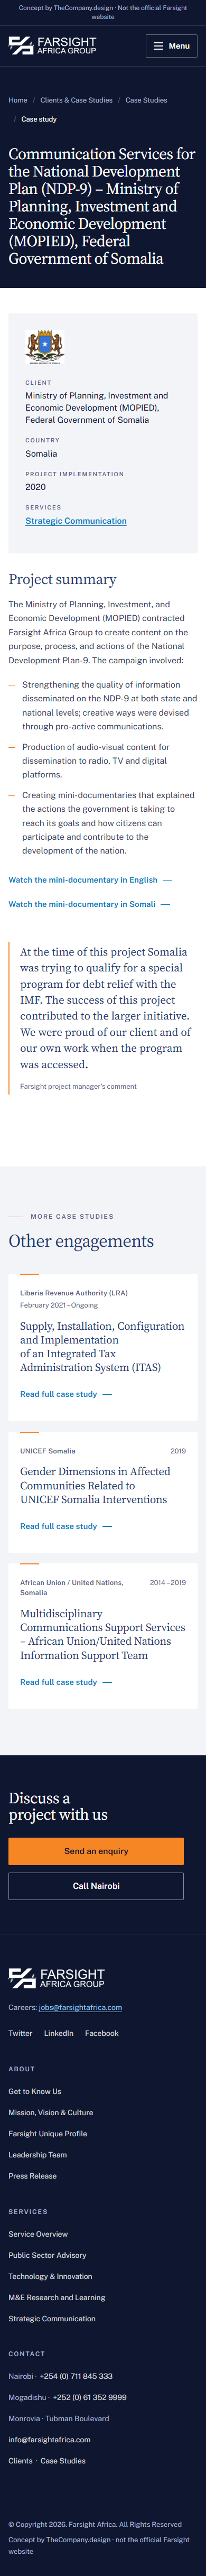 Concept by TheCompany.design · Not the official Farsight
website
FARSIGHT
AFRICA GROUP
Menu
Home / Clients & Case Studies / Case Studies
/ Case study
Communication Services for
the National Development
Plan (NDP-9) – Ministry of
Planning, Investment and
Economic Development
(MOPIED), Federal
Government of Somalia
CLIENT
Ministry of Planning, Investment and
Economic Development (MOPIED),
Federal Government of Somalia
COUNTRY
Somalia
PROJECT IMPLEMENTATION
2020
SERVICES
Strategic Communication
Project summary
The Ministry of Planning, Investment, and
Economic Development (MOPIED) contracted
Farsight Africa Group to create content on the
purpose, process, and actions of the National
Development Plan-9. The campaign involved:
Strengthening the quality of information
disseminated on the NDP-9 at both state and
national levels; creative ways were devised
through pro-active communications.
Production of audio-visual content for
dissemination to radio, TV and digital
platforms.
Creating mini-documentaries that explained
the actions the government is taking to
reach its goals and how citizens can
participate and contribute to the
development of the nation.
Watch the mini-documentary in English
Watch the mini-documentary in Somali
At the time of this project Somalia
was trying to qualify for a special
program for debt relief with the
IMF. The success of this project
contributed to the larger initiative.
We were proud of our client and of
our own work when the program
was accessed.
Farsight project manager's comment
MORE CASE STUDIES
Other engagements
Liberia Revenue Authority (LRA)
February 2021 – Ongoing
Supply, Installation, Configuration
and Implementation
of an Integrated Tax
Administration System (ITAS)
Read full case study
UNICEF Somalia 2019
Gender Dimensions in Affected
Communities Related to
UNICEF Somalia Interventions
Read full case study
African Union / United Nations, 2014 – 2019
Somalia
Multidisciplinary
Communications Support Services
– African Union/United Nations
Information Support Team
Read full case study
Discuss a
project with us
Send an enquiry
Call Nairobi
FARSIGHT
AFRICA GROUP
Careers: jobs@farsightafrica.com
Twitter LinkedIn Facebook
ABOUT
Get to Know Us
Mission, Vision & Culture
Farsight Unique Profile
Leadership Team
Press Release
SERVICES
Service Overview
Public Sector Advisory
Technology & Innovation
M&E Research and Learning
Strategic Communication
CONTACT
Nairobi · +254 (0) 711 845 333
Mogadishu · +252 (0) 61 352 9999
Monrovia · Tubman Boulevard
info@farsightafrica.com
Clients · Case Studies
© Copyright 2026. Farsight Africa. All Rights Reserved
Concept by TheCompany.design · not the official Farsight
website